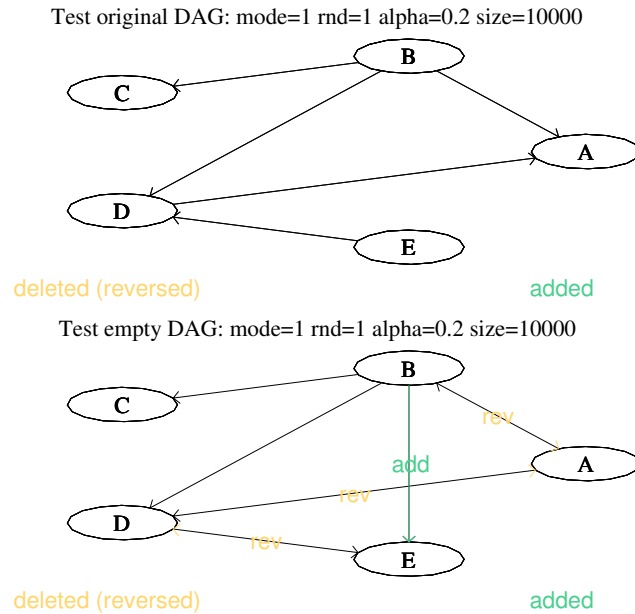 Test original DAG: mode=1 rnd=1 alpha=0.2 size=10000
B
C
A
D
E
deleted (reversed) added
Test empty DAG: mode=1 rnd=1 alpha=0.2 size=10000
B
C
rev
add
A
rev
D
rev
E
deleted (reversed) added